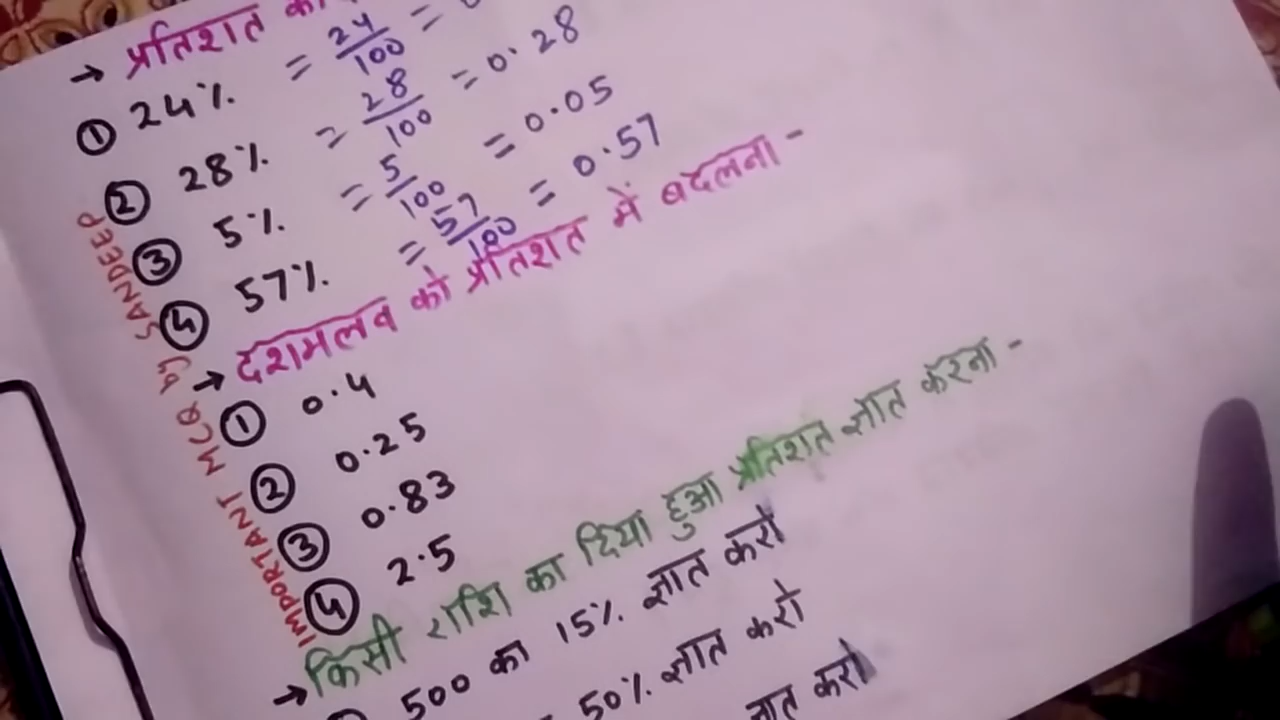 → प्रतिशत को
① 24% = 24/100 =
② 28% = 28/100 = 0.28
③ 5% = 5/100 = 0.05
④ 57% = 57/100 = 0.57
→ दशमलव को प्रतिशत में बदलना -
① 0.4
② 0.25
③ 0.83
④ 2.5
→ किसी राशि का दिया हुआ प्रतिशत ज्ञात करना -
500 का 15% ज्ञात करो
50% ज्ञात करो
ज्ञात करो
IMPORTANT MCQ By SANDEEP